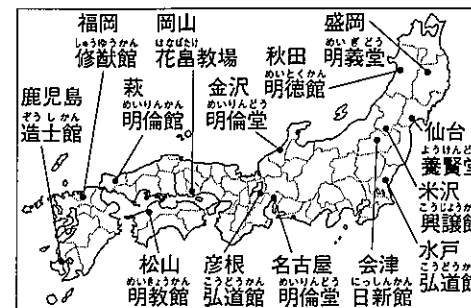 福岡
しゅうゆうかん
修猷館
岡山
はなばたけ
花畠教場
盛岡
めいぎどう
明義堂
秋田
めいとくかん
明徳館
鹿児島
ぞうしかん
造士館
萩
めいりんかん
明倫館
金沢
めいりんどう
明倫堂
仙台
ようけんどう
養賢堂
米沢
こうじょうかん
興譲館
水戸
こうどうかん
弘道館
松山
めいきょうかん
明教館
彦根
こうどうかん
弘道館
名古屋
めいりんどう
明倫堂
会津
にっしんかん
日新館